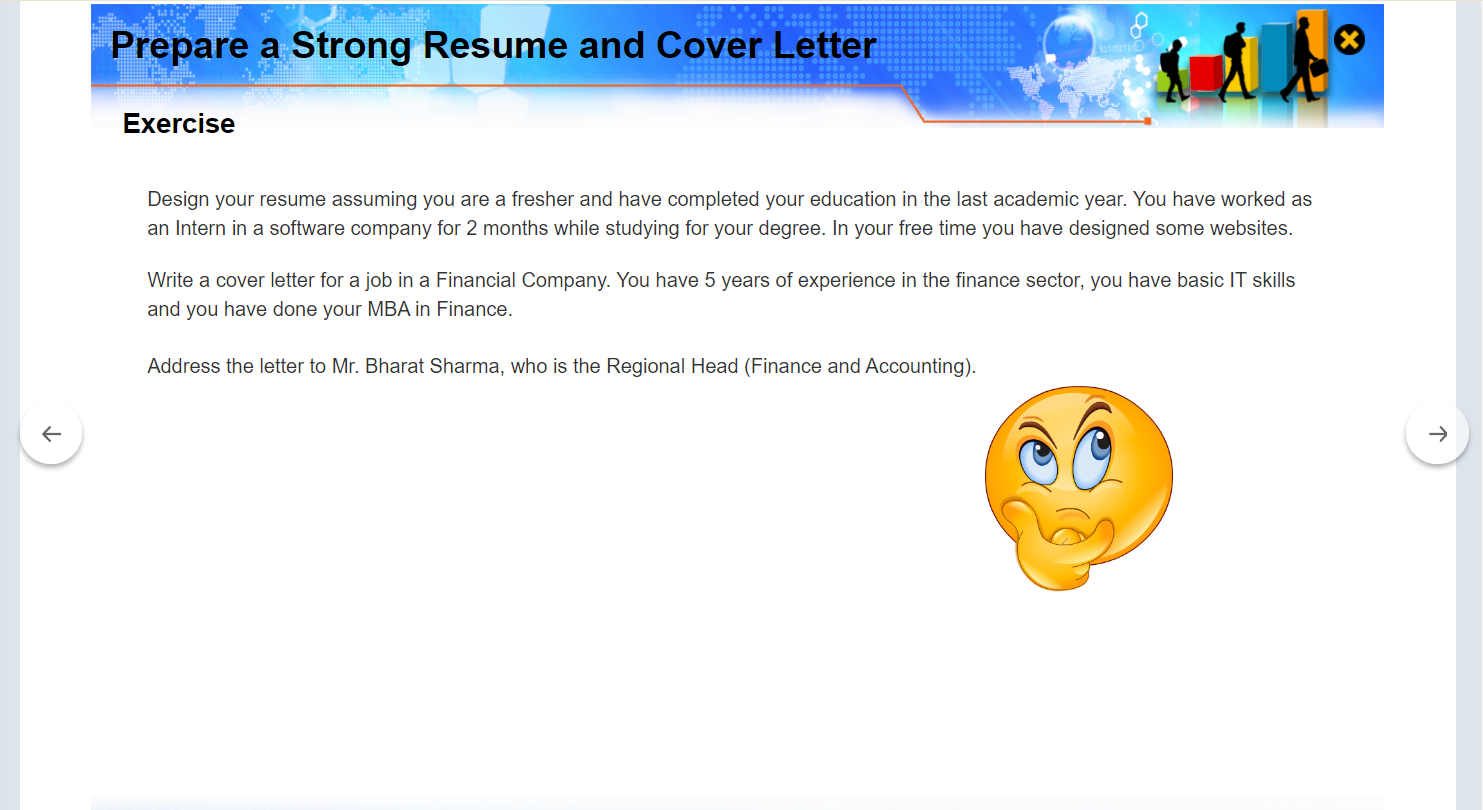 Prepare a Strong Resume and Cover Letter
Exercise
Design your resume assuming you are a fresher and have completed your education in the last academic year. You have worked as
an Intern in a software company for 2 months while studying for your degree. In your free time you have designed some websites.
Write a cover letter for a job in a Financial Company. You have 5 years of experience in the finance sector, you have basic IT skills
and you have done your MBA in Finance.
Address the letter to Mr. Bharat Sharma, who is the Regional Head (Finance and Accounting).